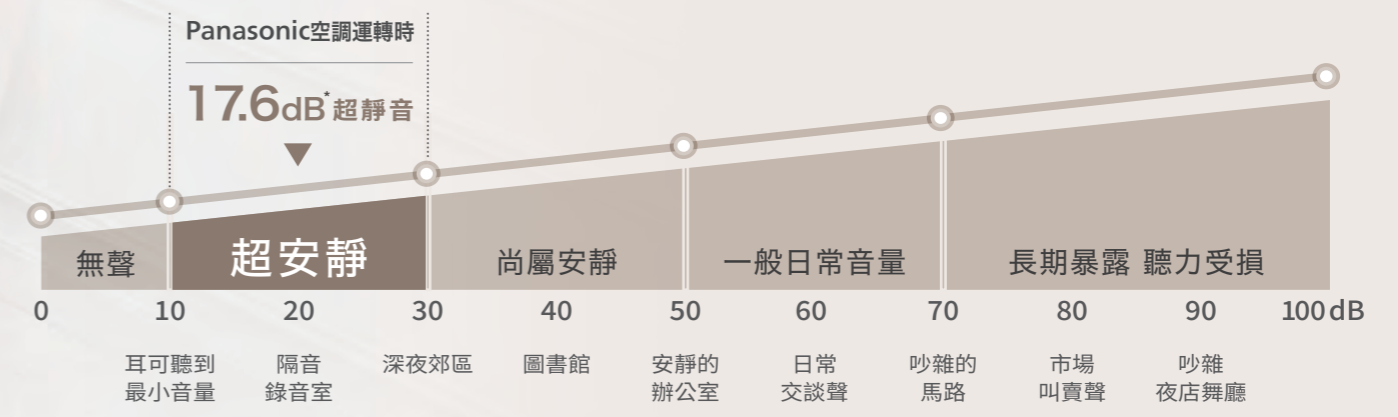 Panasonic空調運轉時
17.6dB*超靜音
無聲
超安靜
尚屬安靜
一般日常音量
長期暴露 聽力受損
0 10 20 30 40 50 60 70 80 90 100dB
耳可聽到
最小音量
隔音
錄音室
深夜郊區
圖書館
安靜的
辦公室
日常
交談聲
吵雜的
馬路
市場
叫賣聲
吵雜
夜店舞廳